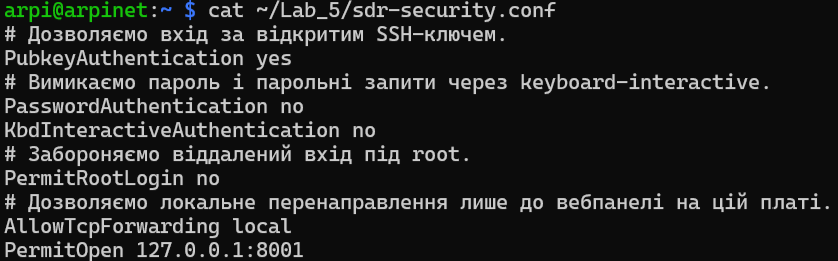 arpi@arpinet:~ $ cat ~/Lab_5/sdr-security.conf
# Дозволяємо вхід за відкритим SSH-ключем.
PubkeyAuthentication yes
# Вимикаємо пароль і парольні запити через keyboard-interactive.
PasswordAuthentication no
KbdInteractiveAuthentication no
# Забороняємо віддалений вхід під root.
PermitRootLogin no
# Дозволяємо локальне перенаправлення лише до вебпанелі на цій платі.
AllowTcpForwarding local
PermitOpen 127.0.0.1:8001